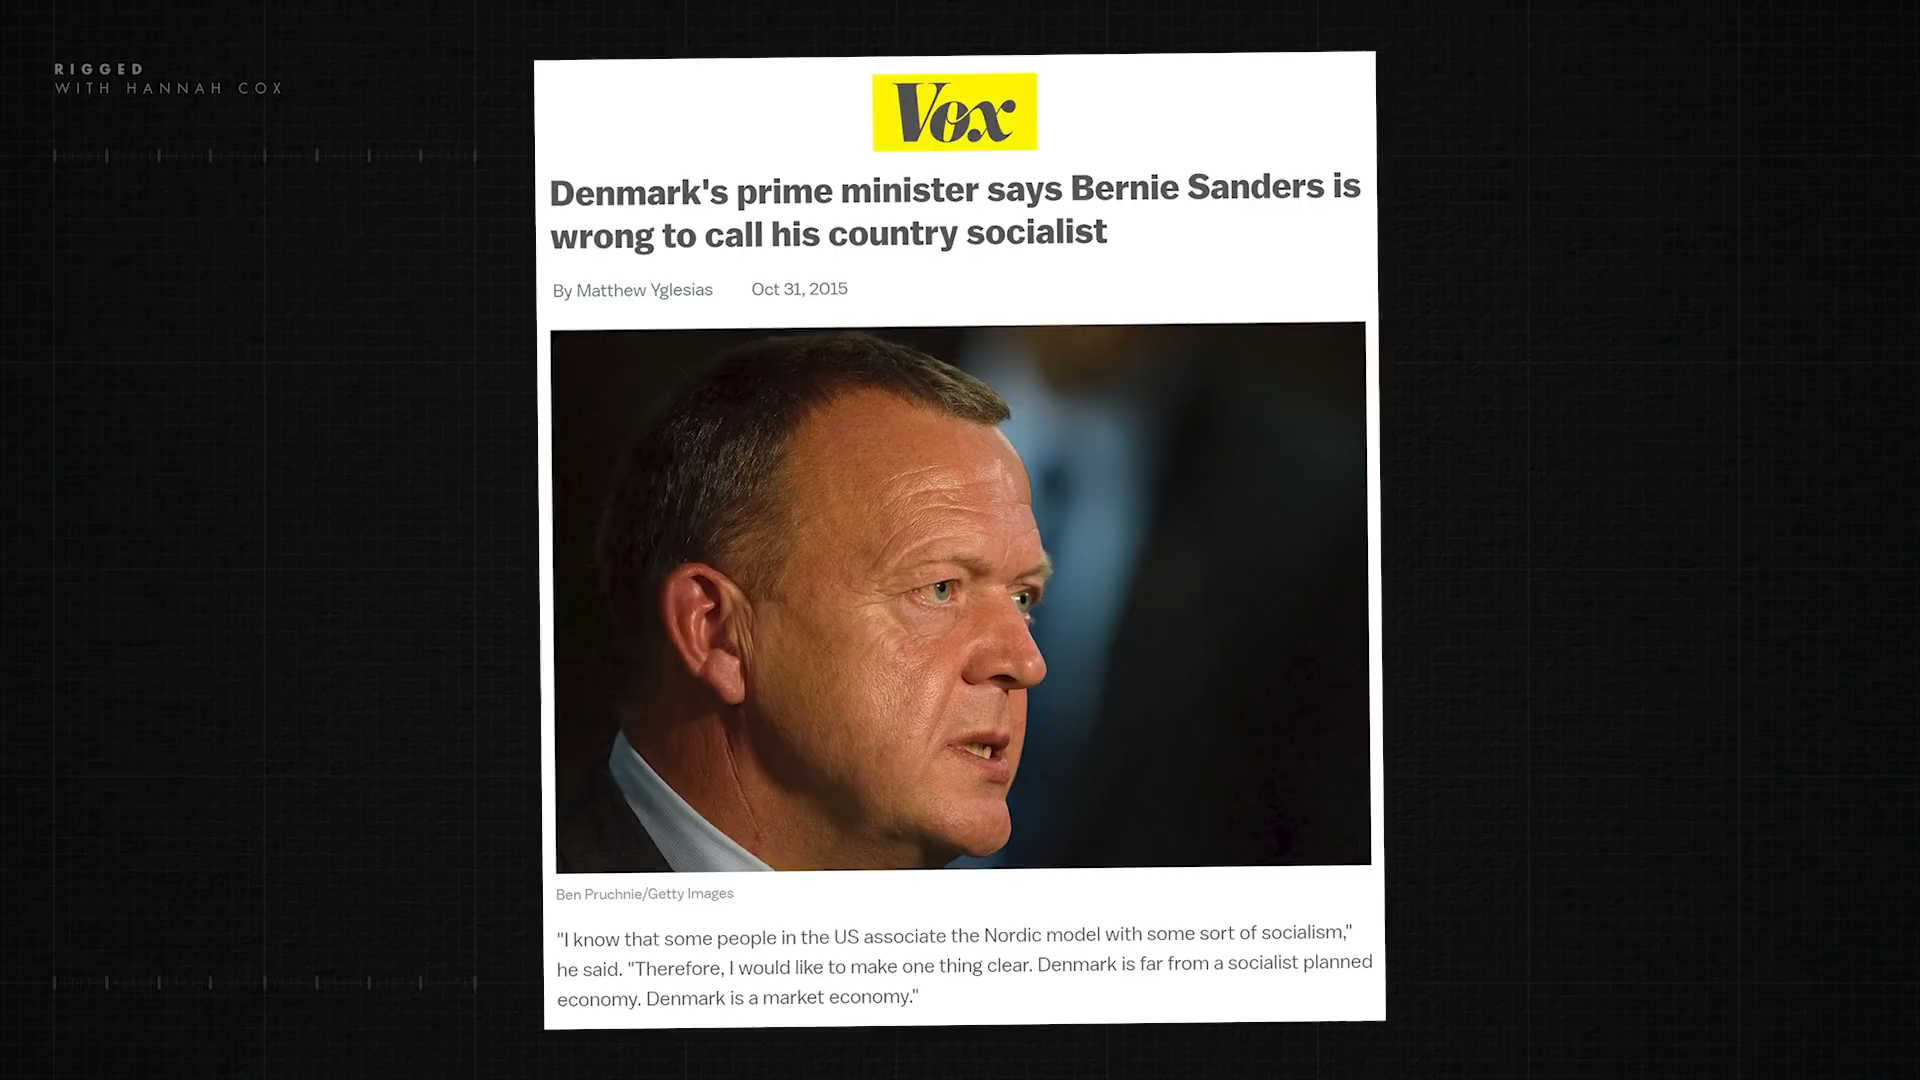 RIGGED
WITH HANNAH COX
Vox
Denmark's prime minister says Bernie Sanders is
wrong to call his country socialist
By Matthew Yglesias Oct 31, 2015
Ben Pruchnie/Getty Images
"I know that some people in the US associate the Nordic model with some sort of socialism,"
he said. "Therefore, I would like to make one thing clear. Denmark is far from a socialist planned
economy. Denmark is a market economy."